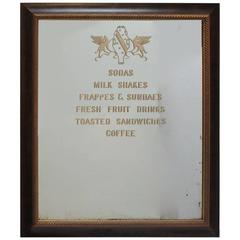 SODAS
MILK SHAKES
FRAPPES & SUNDAES
FRESH FRUIT DRINKS
TOASTED SANDWICHES
COFFEE